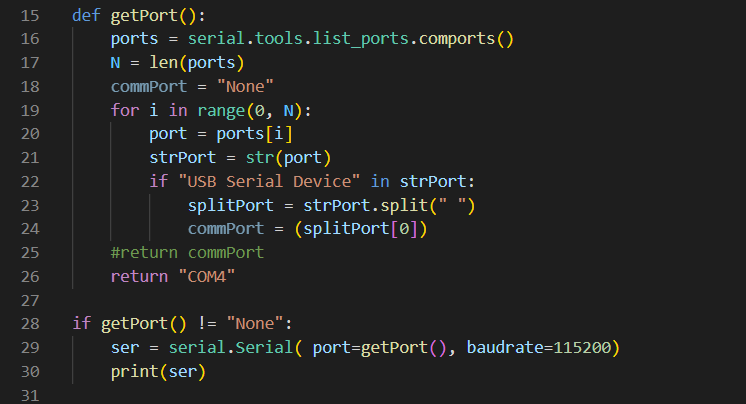 15 def getPort():
16     ports = serial.tools.list_ports.comports()
17     N = len(ports)
18     commPort = "None"
19     for i in range(0, N):
20         port = ports[i]
21         strPort = str(port)
22         if "USB Serial Device" in strPort:
23             splitPort = strPort.split(" ")
24             commPort = (splitPort[0])
25     #return commPort
26     return "COM4"
27
28 if getPort() != "None":
29     ser = serial.Serial( port=getPort(), baudrate=115200)
30     print(ser)
31